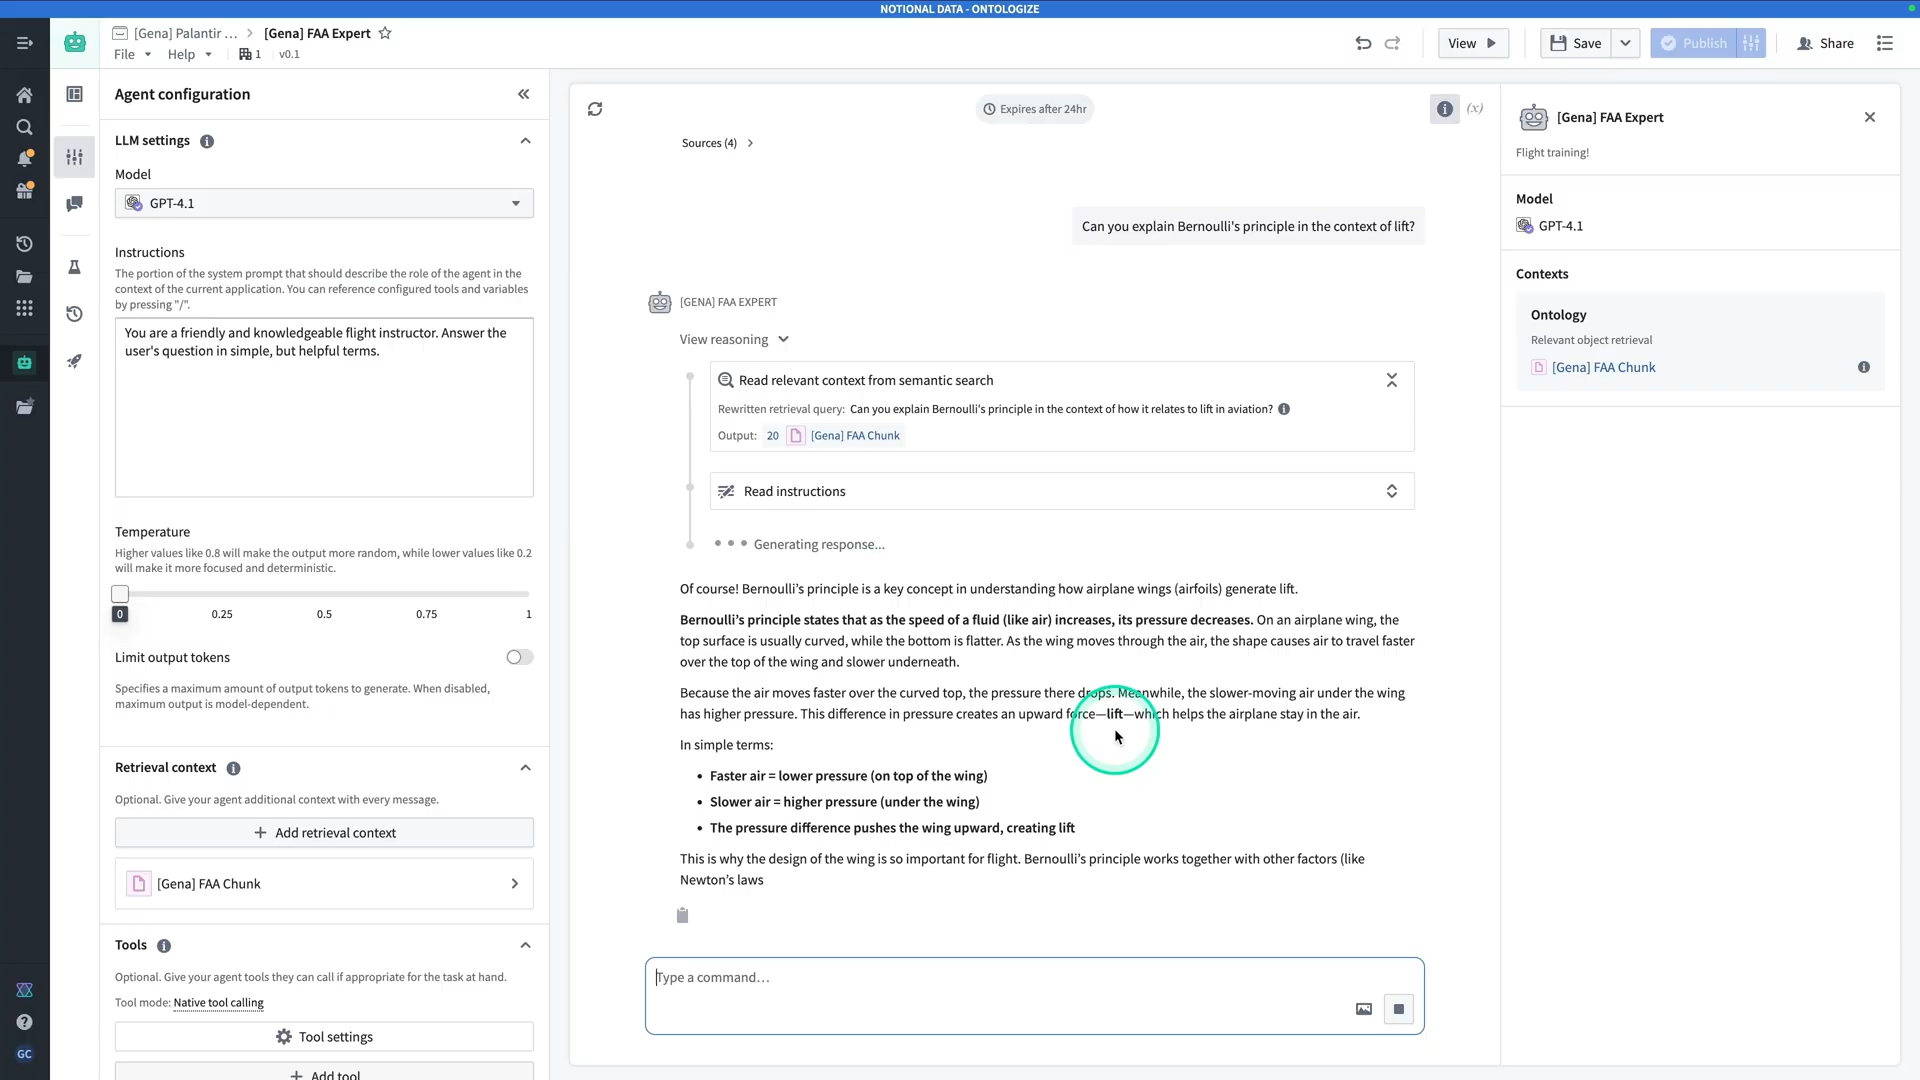 NOTIONAL DATA - ONTOLOGIZE
[Gena] Palantir ... > [Gena] FAA Expert
File Help 1 v0.1
View
Save
Publish
Share
Agent configuration
LLM settings
Model
GPT-4.1
Instructions
The portion of the system prompt that should describe the role of the agent in the
context of the current application. You can reference configured tools and variables
by pressing "/".
You are a friendly and knowledgeable flight instructor. Answer the
user's question in simple, but helpful terms.
Temperature
Higher values like 0.8 will make the output more random, while lower values like 0.2
will make it more focused and deterministic.
0 0.25 0.5 0.75 1
Limit output tokens
Specifies a maximum amount of output tokens to generate. When disabled,
maximum output is model-dependent.
Retrieval context
Optional. Give your agent additional context with every message.
Add retrieval context
[Gena] FAA Chunk
Tools
Optional. Give your agent tools they can call if appropriate for the task at hand.
Tool mode: Native tool calling
Tool settings
Add tool
GC
Expires after 24hr
(x)
Sources (4)
Can you explain Bernoulli's principle in the context of lift?
[GENA] FAA EXPERT
View reasoning
Read relevant context from semantic search
Rewritten retrieval query: Can you explain Bernoulli's principle in the context of how it relates to lift in aviation?
Output: 20 [Gena] FAA Chunk
Read instructions
Generating response...
Of course! Bernoulli’s principle is a key concept in understanding how airplane wings (airfoils) generate lift.
Bernoulli’s principle states that as the speed of a fluid (like air) increases, its pressure decreases. On an airplane wing, the
top surface is usually curved, while the bottom is flatter. As the wing moves through the air, the shape causes air to travel faster
over the top of the wing and slower underneath.
Because the air moves faster over the curved top, the pressure there drops. Meanwhile, the slower-moving air under the wing
has higher pressure. This difference in pressure creates an upward force—lift—which helps the airplane stay in the air.
In simple terms:
• Faster air = lower pressure (on top of the wing)
• Slower air = higher pressure (under the wing)
• The pressure difference pushes the wing upward, creating lift
This is why the design of the wing is so important for flight. Bernoulli’s principle works together with other factors (like
Newton’s laws
Type a command…
[Gena] FAA Expert
Flight training!
Model
GPT-4.1
Contexts
Ontology
Relevant object retrieval
[Gena] FAA Chunk